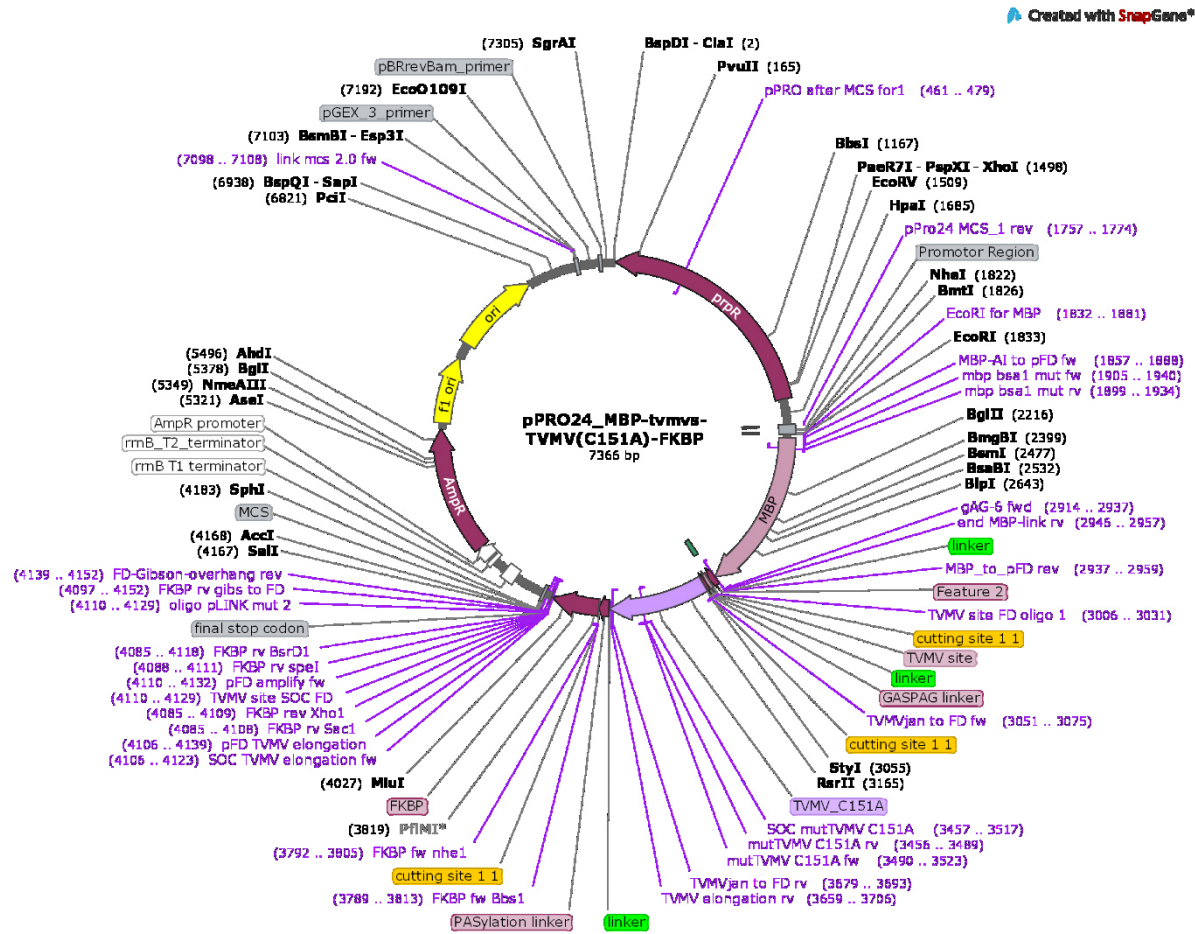 Created with SnapGene®
(7305) SgrAI
BspDI - ClaI (2)
pBRrevBam_primer
PvuII (165)
(7192) EcoO109I
pPRO after MCS for1 (461 .. 479)
pGEX_3_primer
(7103) BsmBI - Esp3I
BbsI (1167)
(7098 .. 7108) link mcs 2.0 fw
PaeR7I - PspXI - XhoI (1498)
(6938) BspQI - SapI
EcoRV (1509)
(6821) PciI
HpaI (1685)
pPro24 MCS_1 rev (1757 .. 1774)
Promotor Region
NheI (1822)
BmtI (1826)
EcoRI for MBP (1832 .. 1881)
EcoRI (1833)
MBP-AI to pFD fw (1857 .. 1888)
mbp bsa1 mut fw (1905 .. 1940)
mbp bsa1 mut rv (1899 .. 1934)
BglII (2216)
BmgBI (2399)
BsmI (2477)
BsaBI (2532)
BlpI (2643)
gAG-6 fwd (2914 .. 2937)
end MBP-link rv (2946 .. 2957)
linker
MBP_to_pFD rev (2937 .. 2959)
Feature 2
TVMV site FD oligo 1 (3006 .. 3031)
cutting site 1 1
TVMV site
linker
GASPAG linker
TVMVjan to FD fw (3051 .. 3075)
cutting site 1 1
StyI (3055)
RsrII (3165)
TVMV_C151A
SOC mutTVMV C151A (3457 .. 3517)
mutTVMV C151A rv (3456 .. 3489)
mutTVMV C151A fw (3490 .. 3523)
TVMVjan to FD rv (3679 .. 3693)
TVMV elongation rv (3659 .. 3706)
linker
PASylation linker
(3789 .. 3813) FKBP fw Bbs1
cutting site 1 1
(3792 .. 3805) FKBP fw nhe1
(3819) PflMI*
FKBP
(4027) MluI
(4106 .. 4123) SOC TVMV elongation fw
(4106 .. 4139) pFD TVMV elongation
(4085 .. 4108) FKBP rv Sac1
(4085 .. 4109) FKBP rev Xho1
(4110 .. 4129) TVMV site SOC FD
(4110 .. 4132) pFD amplify fw
(4088 .. 4111) FKBP rv speI
(4085 .. 4118) FKBP rv BsrD1
final stop codon
(4110 .. 4129) oligo pLINK mut 2
(4097 .. 4152) FKBP rv gibs to FD
(4139 .. 4152) FD-Gibson-overhang rev
(4167) SalI
(4168) AccI
MCS
(4183) SphI
rrnB T1 terminator
rrnB_T2_terminator
AmpR promoter
(5321) AseI
(5349) NmeAIII
(5378) BglI
(5496) AhdI
prpR
MBP
AmpR
f1 ori
ori
pPRO24_MBP-tvmvs-
TVMV(C151A)-FKBP
7366 bp